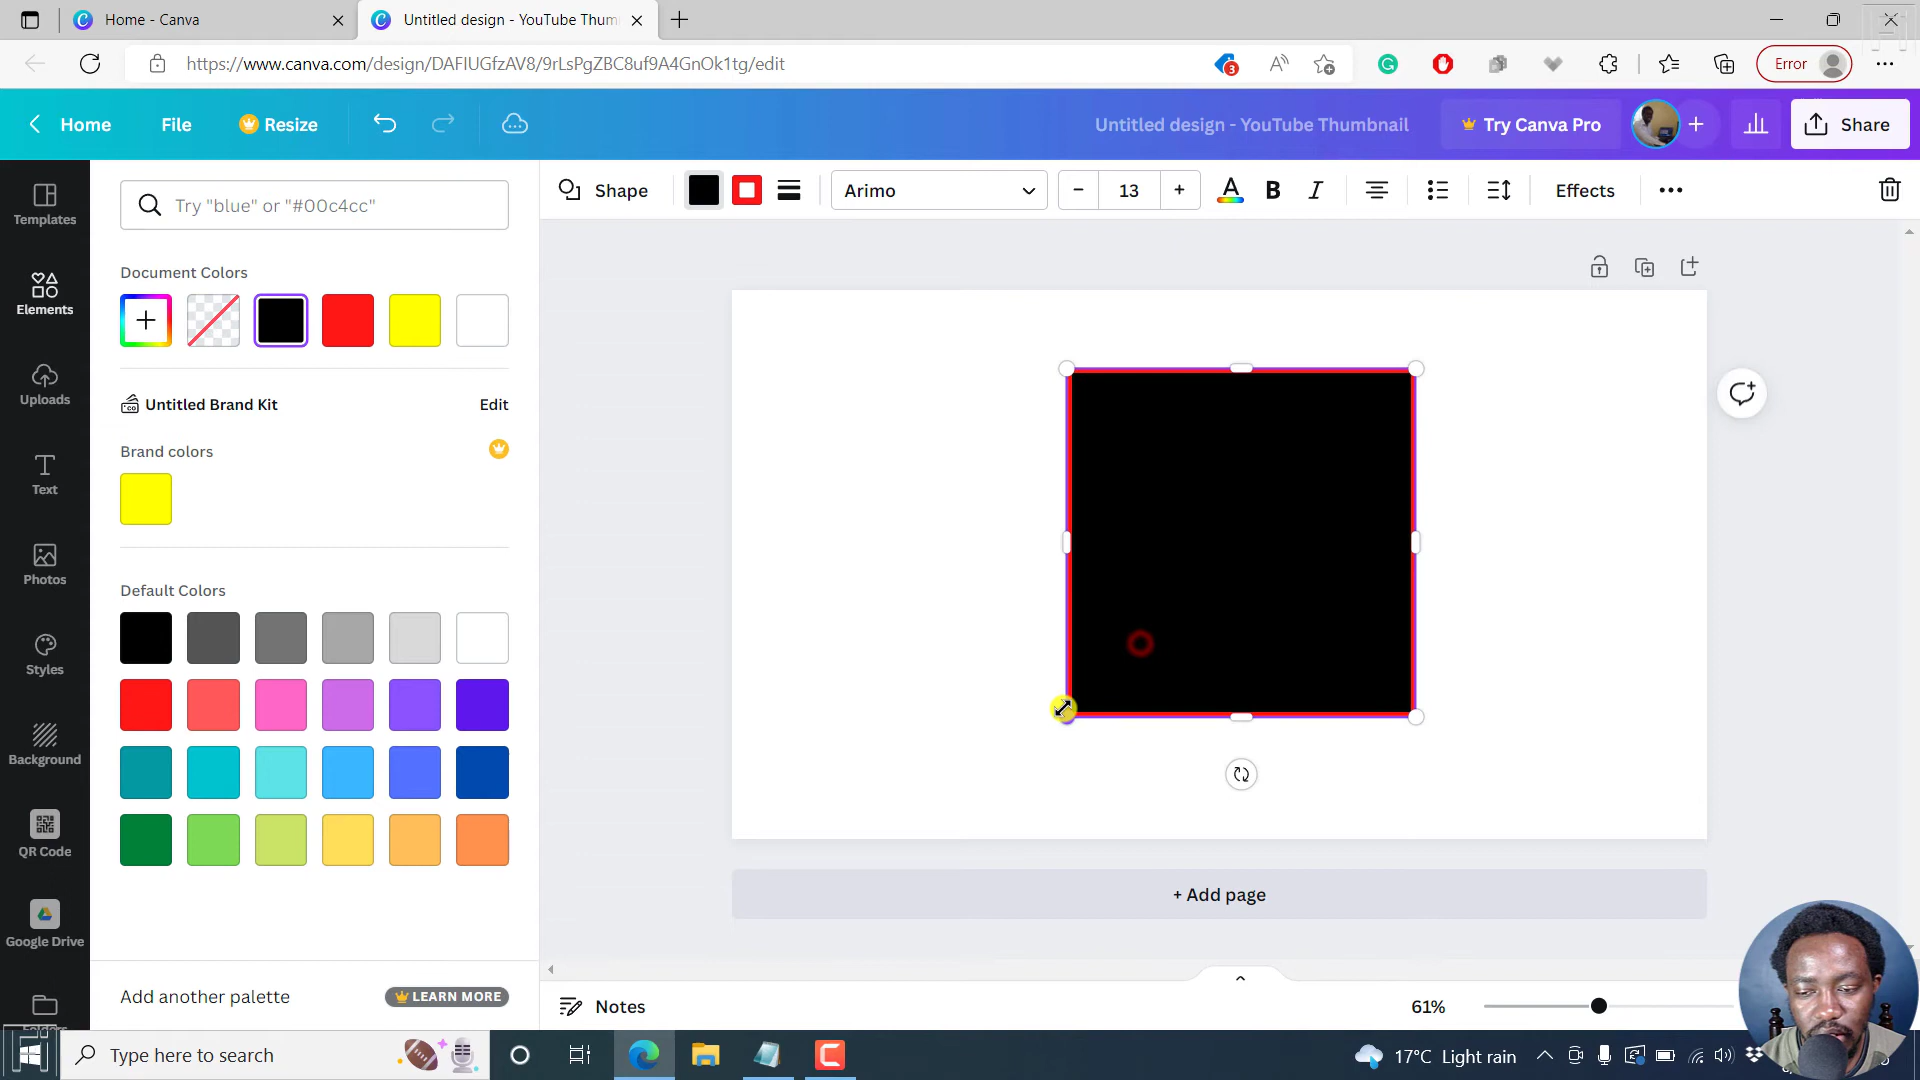 Home - Canva
Untitled design - YouTube Thum
https://www.canva.com/design/DAFIUGfzAV8/9rLsPgZBC8uf9A4GnOk1tg/edit
3
Error
Home
File
Resize
Untitled design - YouTube Thumbnail
Try Canva Pro
Share
Templates
Elements
Uploads
Text
Photos
Styles
Background
QR Code
Google Drive
Folders
Try "blue" or "#00c4cc"
Document Colors
Untitled Brand Kit
Edit
Brand colors
Default Colors
Add another palette
LEARN MORE
Shape
Arimo
13
A
B
I
Effects
+ Add page
Notes
61%
Type here to search
17°C Light rain